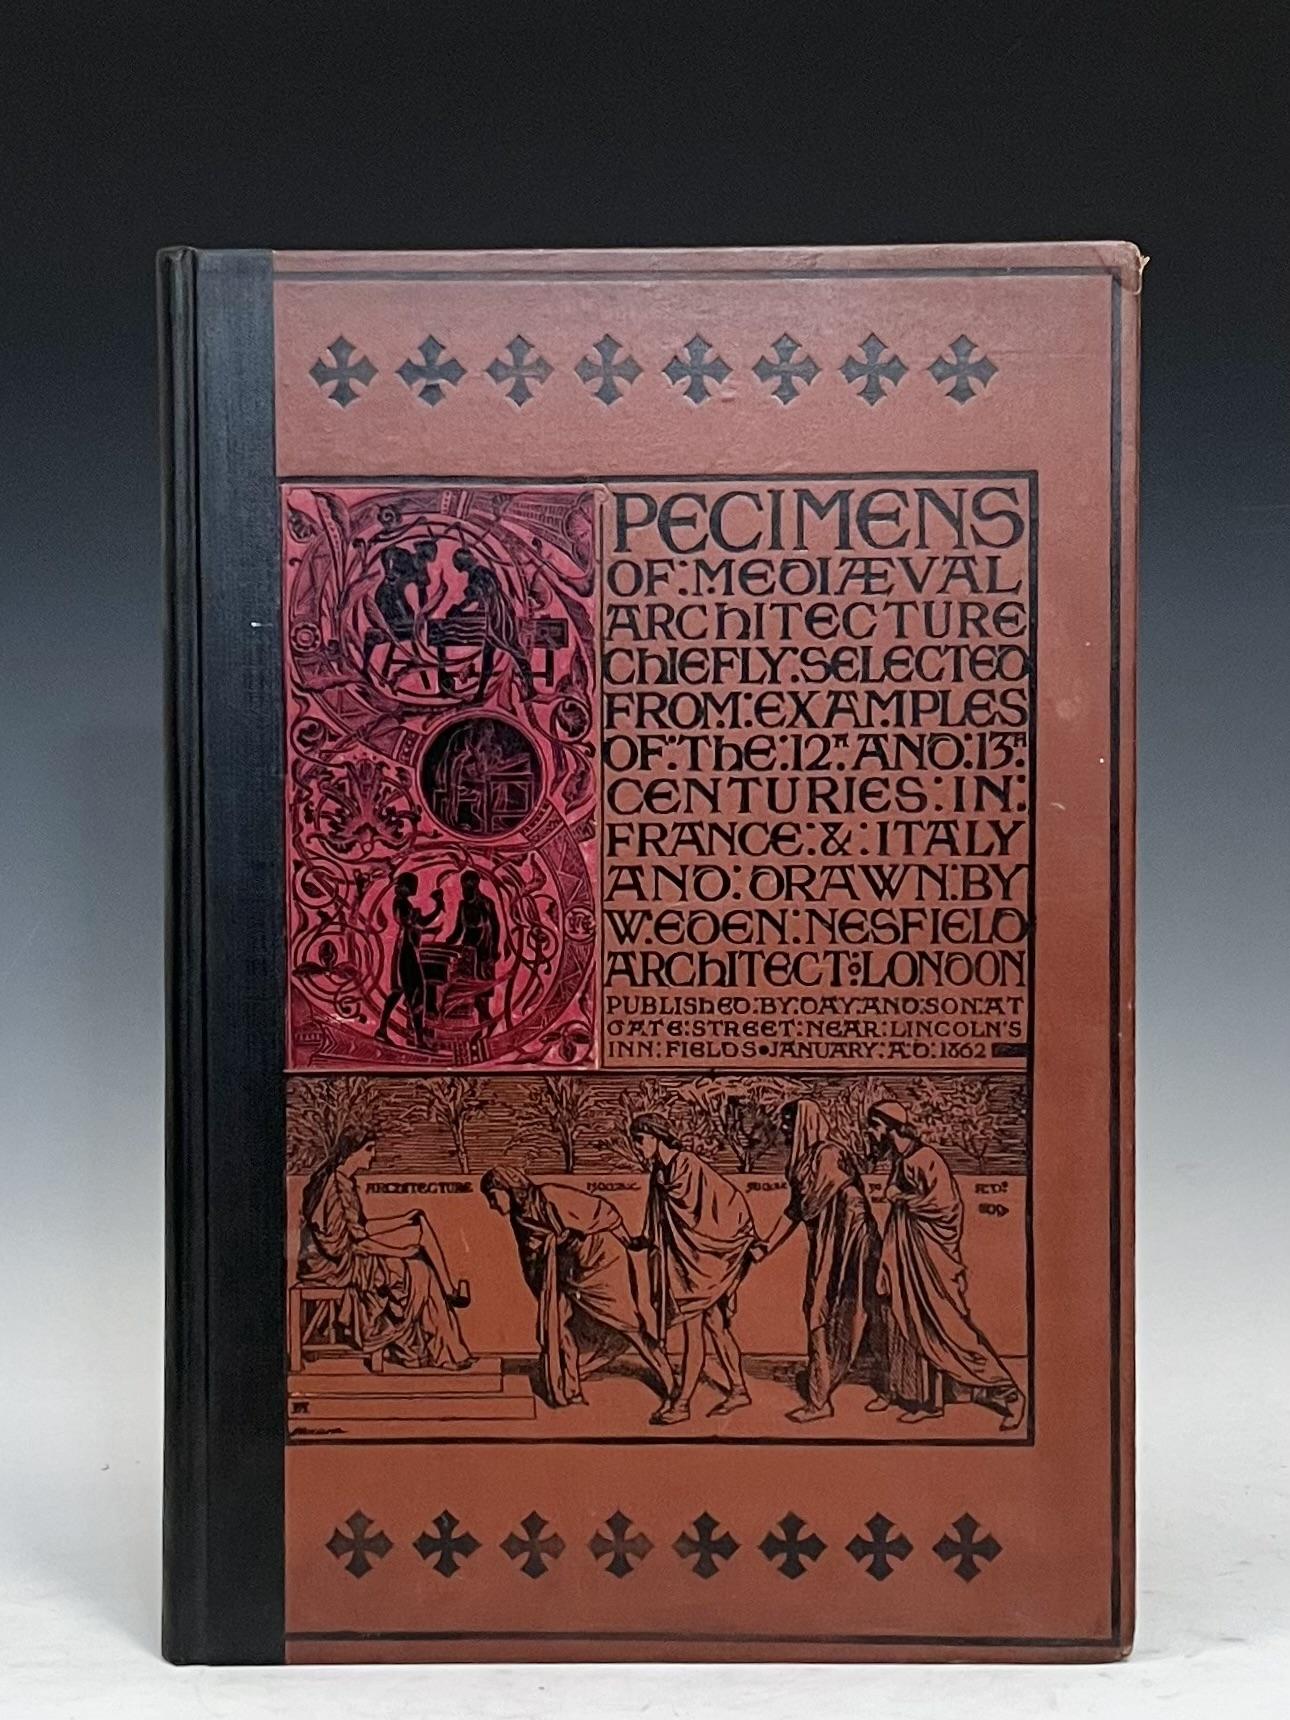 SPECIMENS
OF:MEDIÆVAL
ARCHITECTURE
CHIEFLY:SELECTED
FROM:EXAMPLES
OF:THE:12TH:AND:13TH:
CENTURIES:IN:
FRANCE:&:ITALY
AND:DRAWN:BY
W.EDEN:NESFIELD
ARCHITECT:LONDON
PUBLISHED:BY:DAY:AND:SON:AT
GATE:STREET:NEAR:LINCOLN'S
INN:FIELDS•JANUARY:A:D:1862
ARCHITECTURE